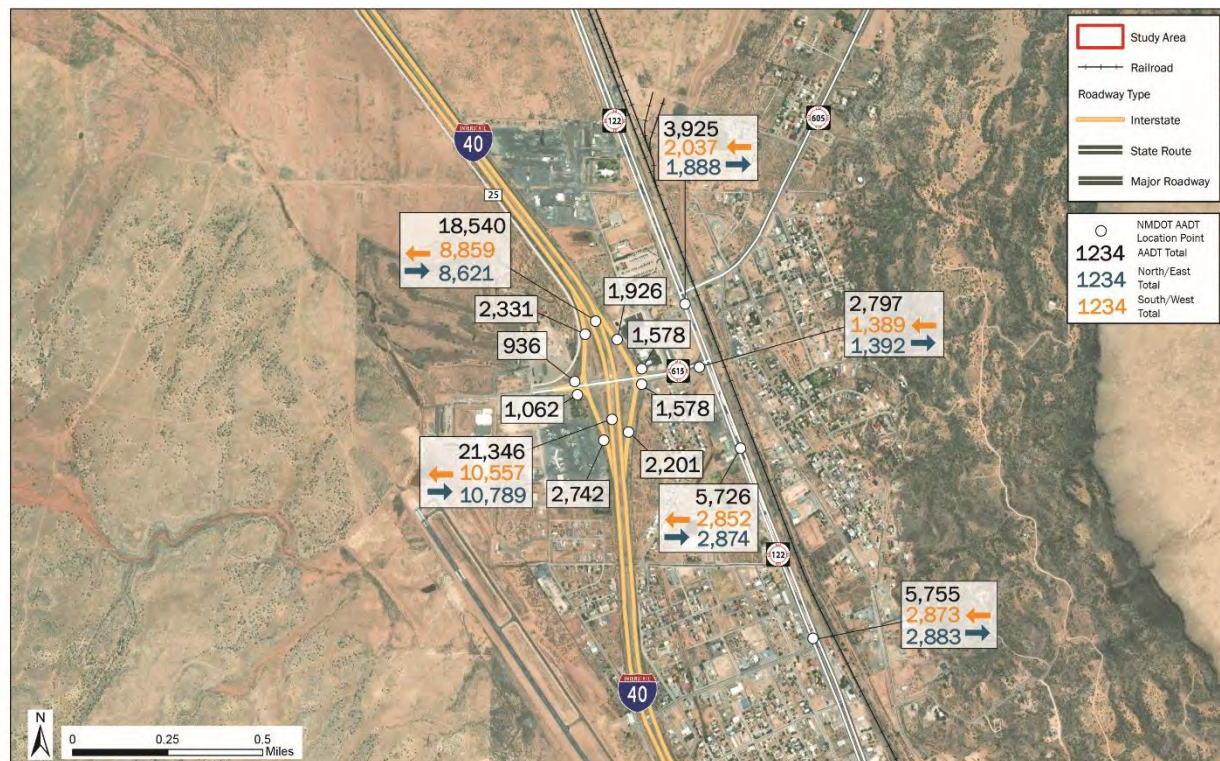 122
605
INTERSTATE
40
25
3,925
2,037
1,888
18,540
8,859
8,621
2,331
1,926
936
1,578
2,797
1,389
1,392
615
1,062
1,578
21,346
10,557
10,789
2,742
2,201
5,726
2,852
2,874
122
5,755
2,873
2,883
INTERSTATE
40
Study Area
Railroad
Roadway Type
Interstate
State Route
Major Roadway
NMDOT AADT
Location Point
1234 AADT Total
1234 North/East
Total
1234 South/West
Total
N
0 0.25 0.5
Miles